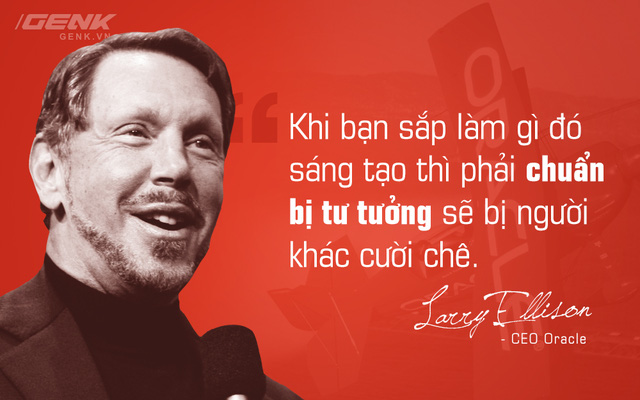 GENK
GENK.VN
Khi bạn sắp làm gì đó
sáng tạo thì phải chuẩn
bị tư tưởng sẽ bị người
khác cười chê.
Larry Ellison
- CEO Oracle
ORACLE